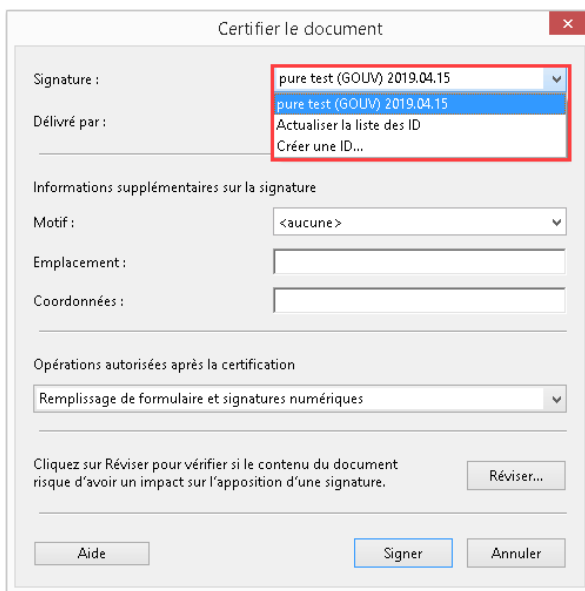 Certifier le document
Signature :
pure test (GOUV) 2019.04.15
pure test (GOUV) 2019.04.15
Actualiser la liste des ID
Créer une ID...
Délivré par :
Informations supplémentaires sur la signature
Motif :
<aucune>
Emplacement :
Coordonnées :
Opérations autorisées après la certification
Remplissage de formulaire et signatures numériques
Cliquez sur Réviser pour vérifier si le contenu du document
risque d'avoir un impact sur l'apposition d'une signature.
Réviser...
Aide
Signer
Annuler